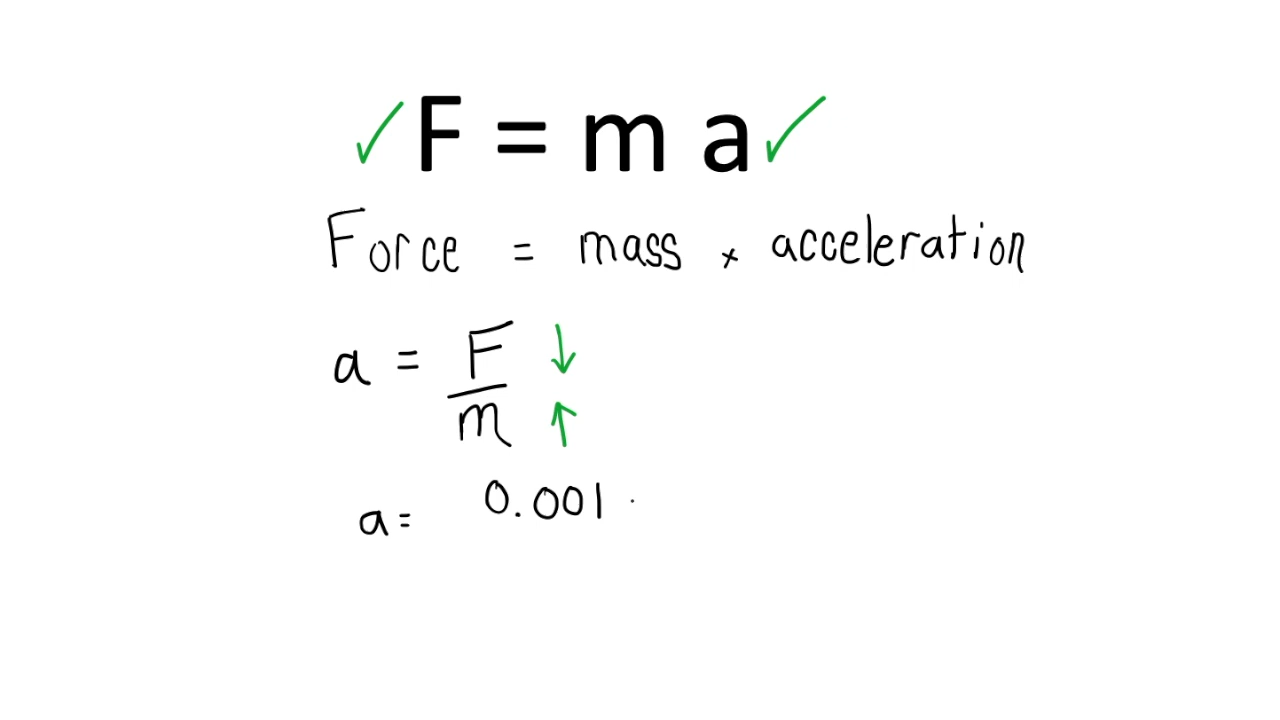 ✓F = m a✓
Force = mass × acceleration
a = F ↓
m ↑
a = 0.001